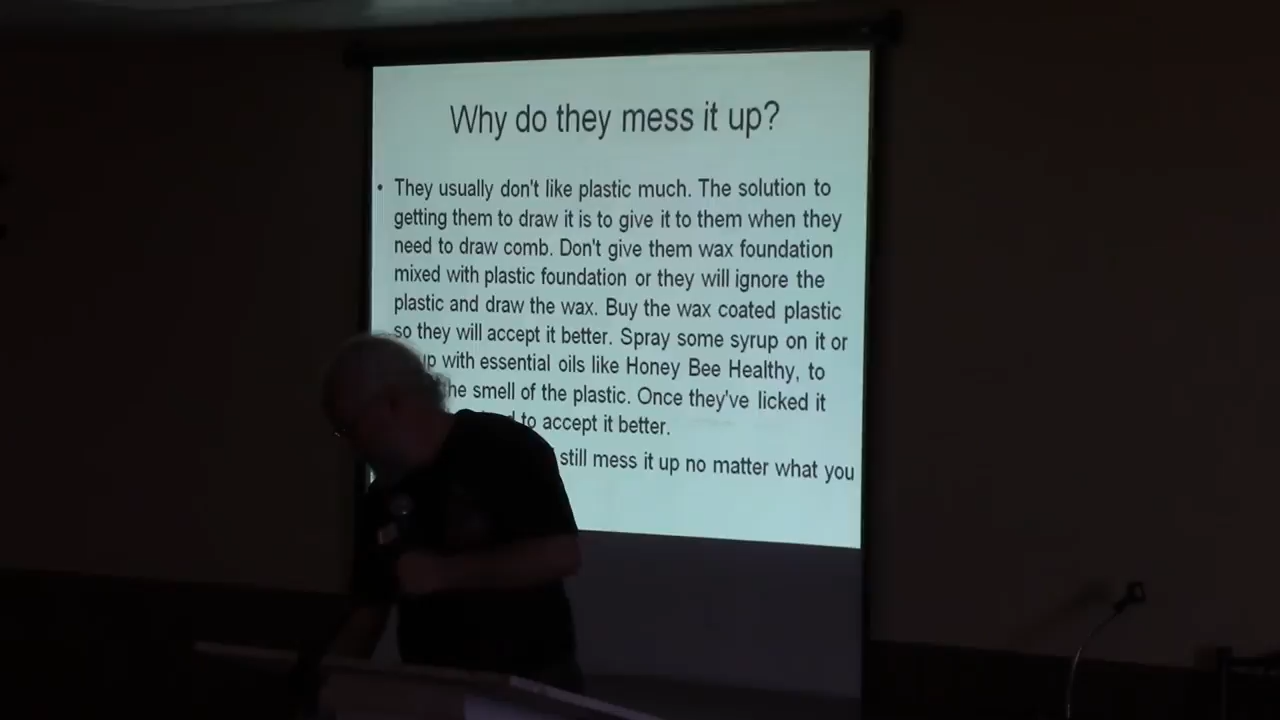 Why do they mess it up?
• They usually don't like plastic much. The solution to
getting them to draw it is to give it to them when they
need to draw comb. Don't give them wax foundation
mixed with plastic foundation or they will ignore the
plastic and draw the wax. Buy the wax coated plastic
so they will accept it better. Spray some syrup on it or
with essential oils like Honey Bee Healthy, to
the smell of the plastic. Once they've licked it
to accept it better.
still mess it up no matter what you